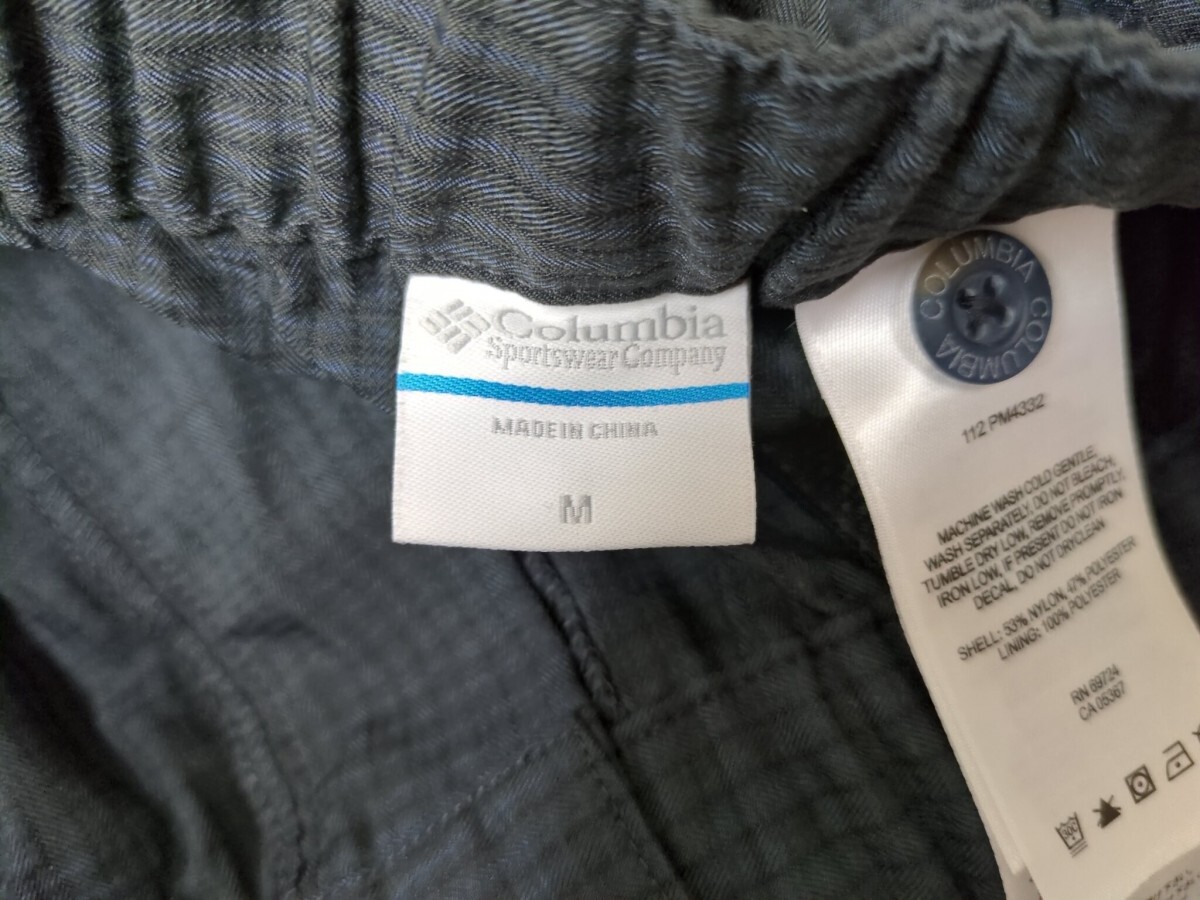 Columbia
Sportswear Company
MADE IN CHINA
M
COLUMBIA COLUMBIA
112 PM4332
MACHINE WASH COLD GENTLE,
WASH SEPARATELY, DO NOT BLEACH,
TUMBLE DRY LOW, REMOVE PROMPTLY,
IRON LOW, IF PRESENT DO NOT IRON
DECAL, DO NOT DRYCLEAN
SHELL: 53% NYLON, 47% POLYESTER
LINING: 100% POLYESTER
RN 69724
CA 05367